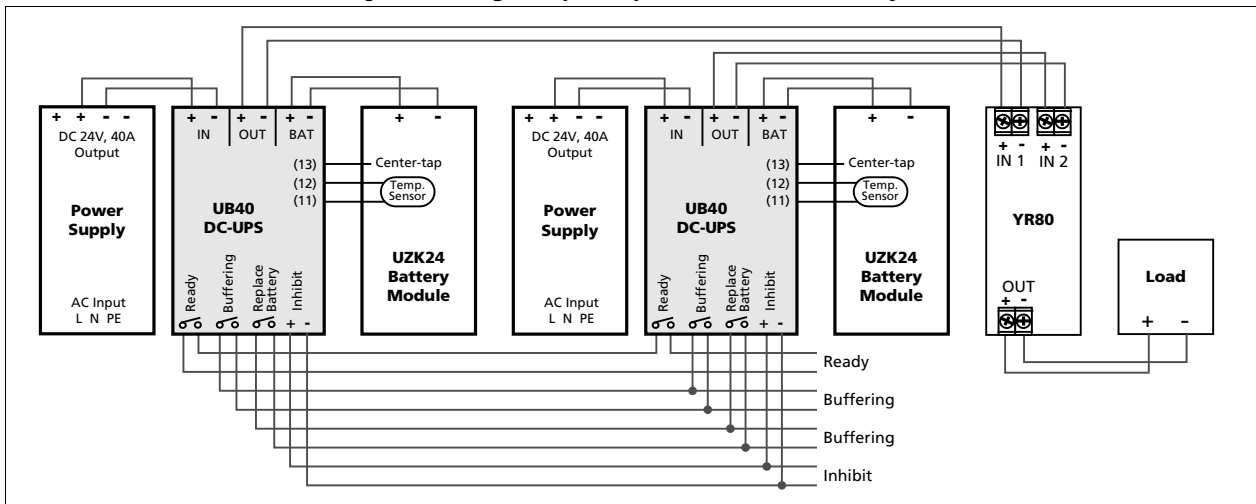 + + - -
DC 24V, 40A
Output
Power
Supply
AC Input
L N PE
+ - + - + -
IN OUT BAT
(13)
(12)
(11)
UB40
DC-UPS
Ready
Buffering
Replace
Battery
Inhibit
+ -
+ -
Center-tap
Temp.
Sensor
UZK24
Battery
Module
+ + - -
DC 24V, 40A
Output
Power
Supply
AC Input
L N PE
+ - + - + -
IN OUT BAT
(13)
(12)
(11)
UB40
DC-UPS
Ready
Buffering
Replace
Battery
Inhibit
+ -
+ -
Center-tap
Temp.
Sensor
UZK24
Battery
Module
+ - + -
IN 1 IN 2
YR80
OUT
+ -
Load
+ -
Ready
Buffering
Buffering
Inhibit